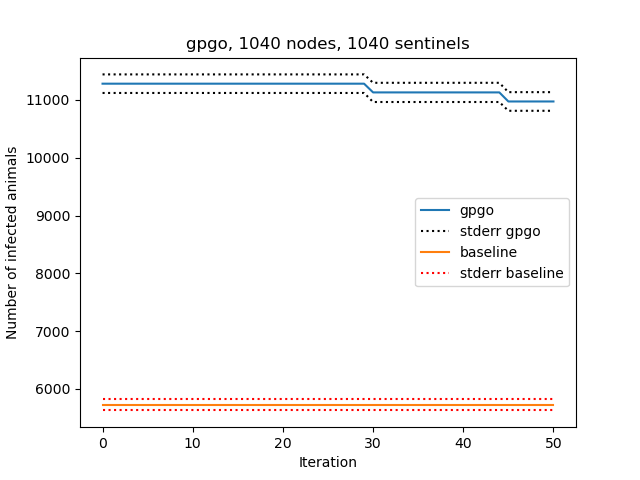 gpgo, 1040 nodes, 1040 sentinels
Number of infected animals
11000
10000
9000
8000
7000
6000
gpgo
stderr gpgo
baseline
stderr baseline
0 10 20 30 40 50
Iteration